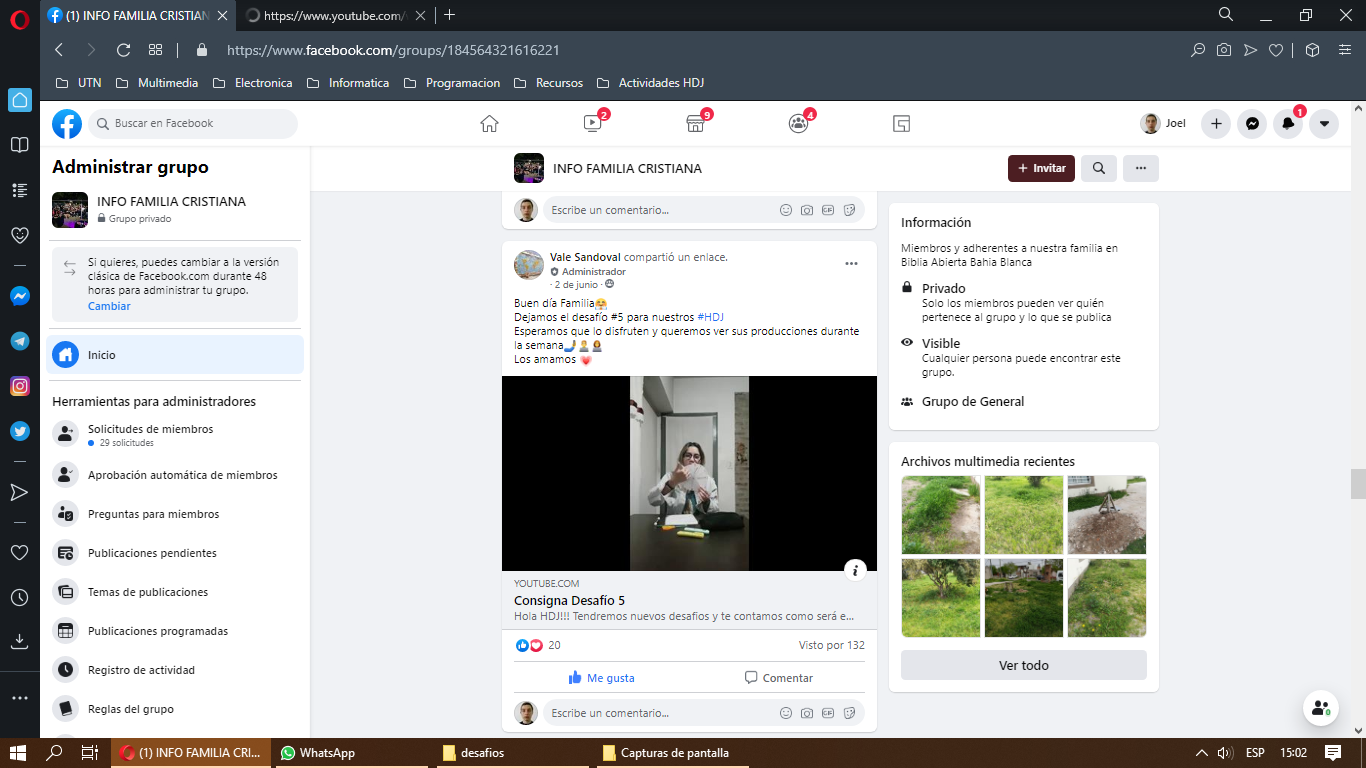 (1) INFO FAMILIA CRISTIAN
https://www.youtube.com/
https://www.facebook.com/groups/184564321616221
UTN
Multimedia
Electronica
Informatica
Programacion
Recursos
Actividades HDJ
Buscar en Facebook
2
9
4
Joel
1
Administrar grupo
INFO FAMILIA CRISTIANA
Grupo privado
Si quieres, puedes cambiar a la versión
clásica de Facebook.com durante 48
horas para administrar tu grupo.
Cambiar
Inicio
Herramientas para administradores
Solicitudes de miembros
29 solicitudes
Aprobación automática de miembros
Preguntas para miembros
Publicaciones pendientes
Temas de publicaciones
Publicaciones programadas
Registro de actividad
Reglas del grupo
INFO FAMILIA CRISTIANA
+ Invitar
Escribe un comentario...
GIF
Vale Sandoval compartió un enlace.
Administrador
· 2 de junio ·
Buen día Familia
Dejamos el desafío #5 para nuestros #HDJ
Esperamos que lo disfruten y queremos ver sus producciones durante
la semana
Los amamos
YOUTUBE.COM
Consigna Desafío 5
Hola HDJ!!! Tendremos nuevos desafios y te contamos como será e...
20
Visto por 132
Me gusta
Comentar
Escribe un comentario...
GIF
Información
Miembros y adherentes a nuestra familia en
Biblia Abierta Bahia Blanca
Privado
Solo los miembros pueden ver quién
pertenece al grupo y lo que se publica
Visible
Cualquier persona puede encontrar este
grupo.
Grupo de General
Archivos multimedia recientes
Ver todo
(1) INFO FAMILIA CRI...
WhatsApp
desafios
Capturas de pantalla
ESP
15:02